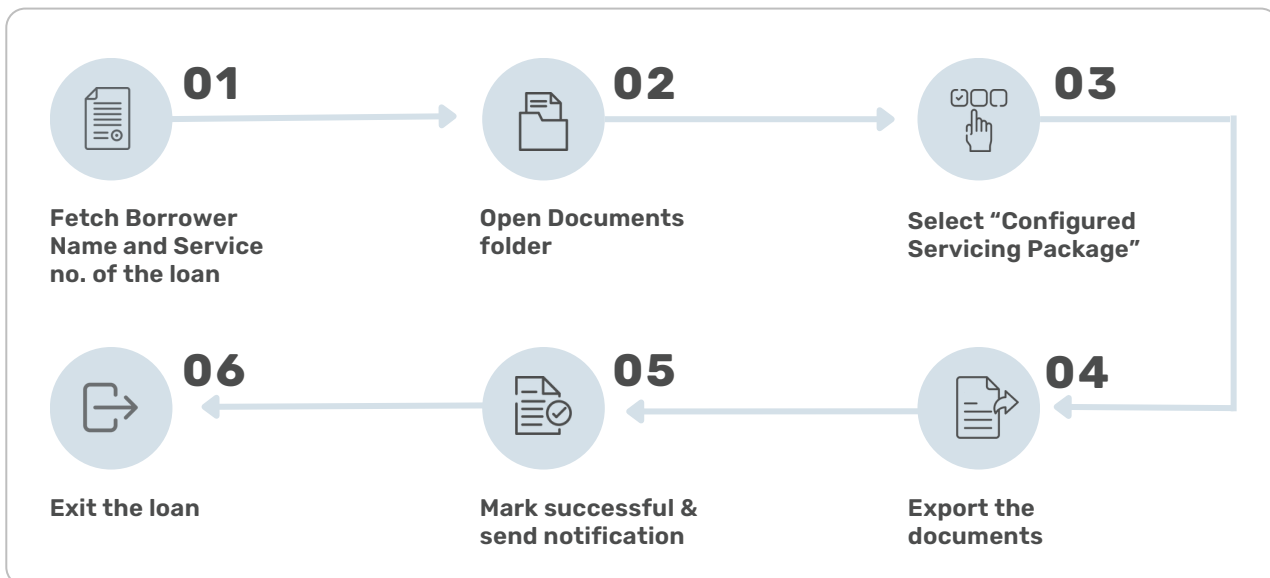 01
Fetch Borrower
Name and Service
no. of the loan
02
Open Documents
folder
03
Select “Configured
Servicing Package”
04
Export the
documents
05
Mark successful &
send notification
06
Exit the loan